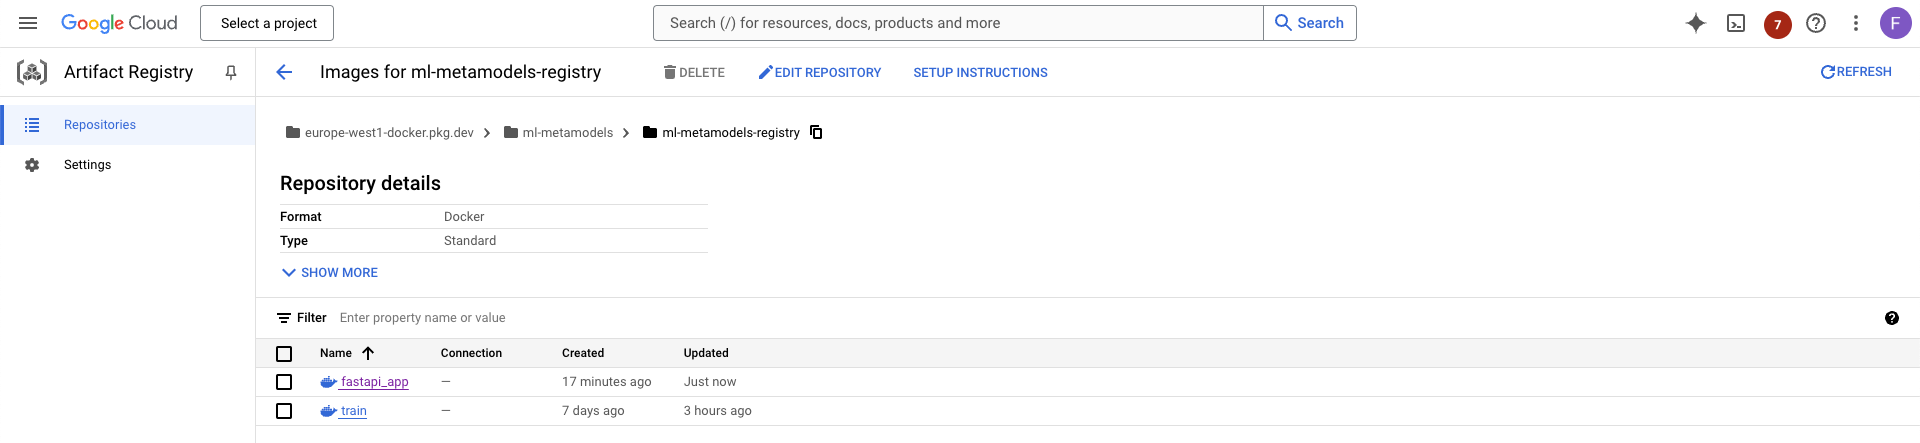 Google Cloud
Select a project
Search (/) for resources, docs, products and more
Search
7
F
Artifact Registry
Images for ml-metamodels-registry
DELETE
EDIT REPOSITORY
SETUP INSTRUCTIONS
REFRESH
Repositories
Settings
europe-west1-docker.pkg.dev
ml-metamodels
ml-metamodels-registry
Repository details
Format Docker
Type Standard
SHOW MORE
Filter Enter property name or value
Name Connection Created Updated
fastapi_app — 17 minutes ago Just now
train — 7 days ago 3 hours ago